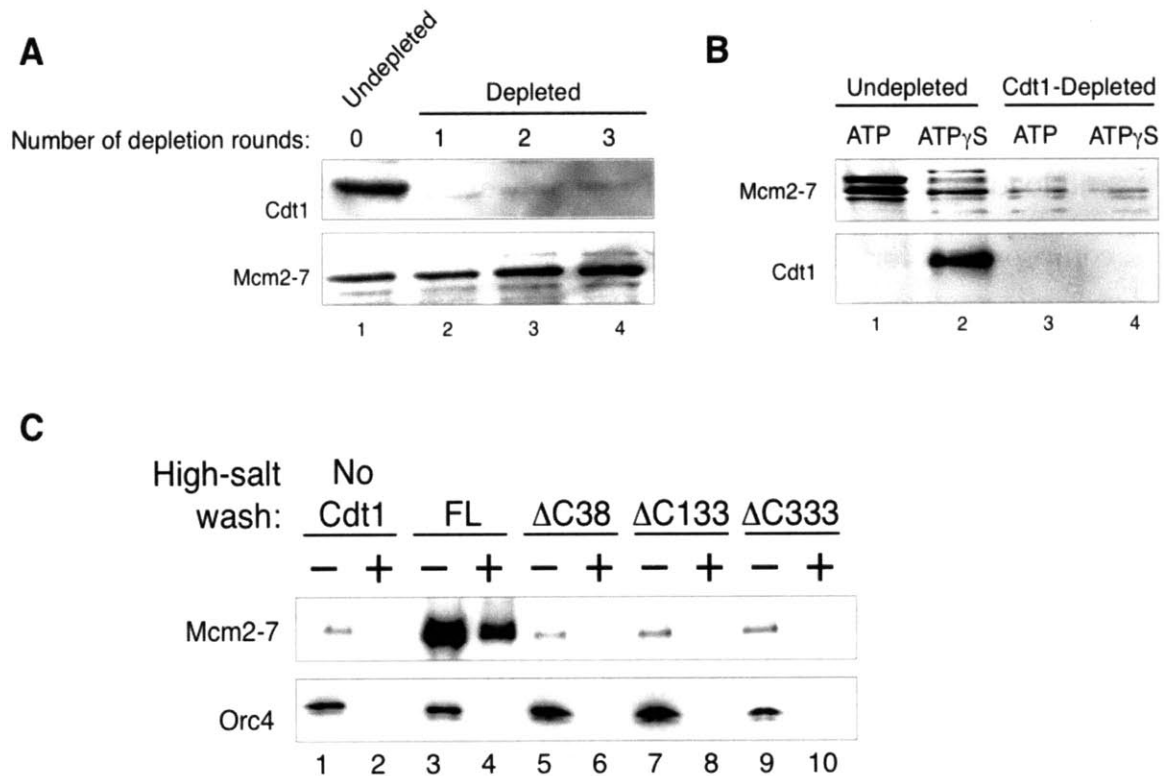 A
Undepleted
Depleted
Number of depletion rounds: 0 1 2 3
Cdt1
Mcm2-7
1 2 3 4
B
Undepleted Cdt1-Depleted
ATP ATPγS ATP ATPγS
Mcm2-7
Cdt1
1 2 3 4
C
High-salt wash: No Cdt1 FL ΔC38 ΔC133 ΔC333
− + − + − + − + − +
Mcm2-7
Orc4
1 2 3 4 5 6 7 8 9 10